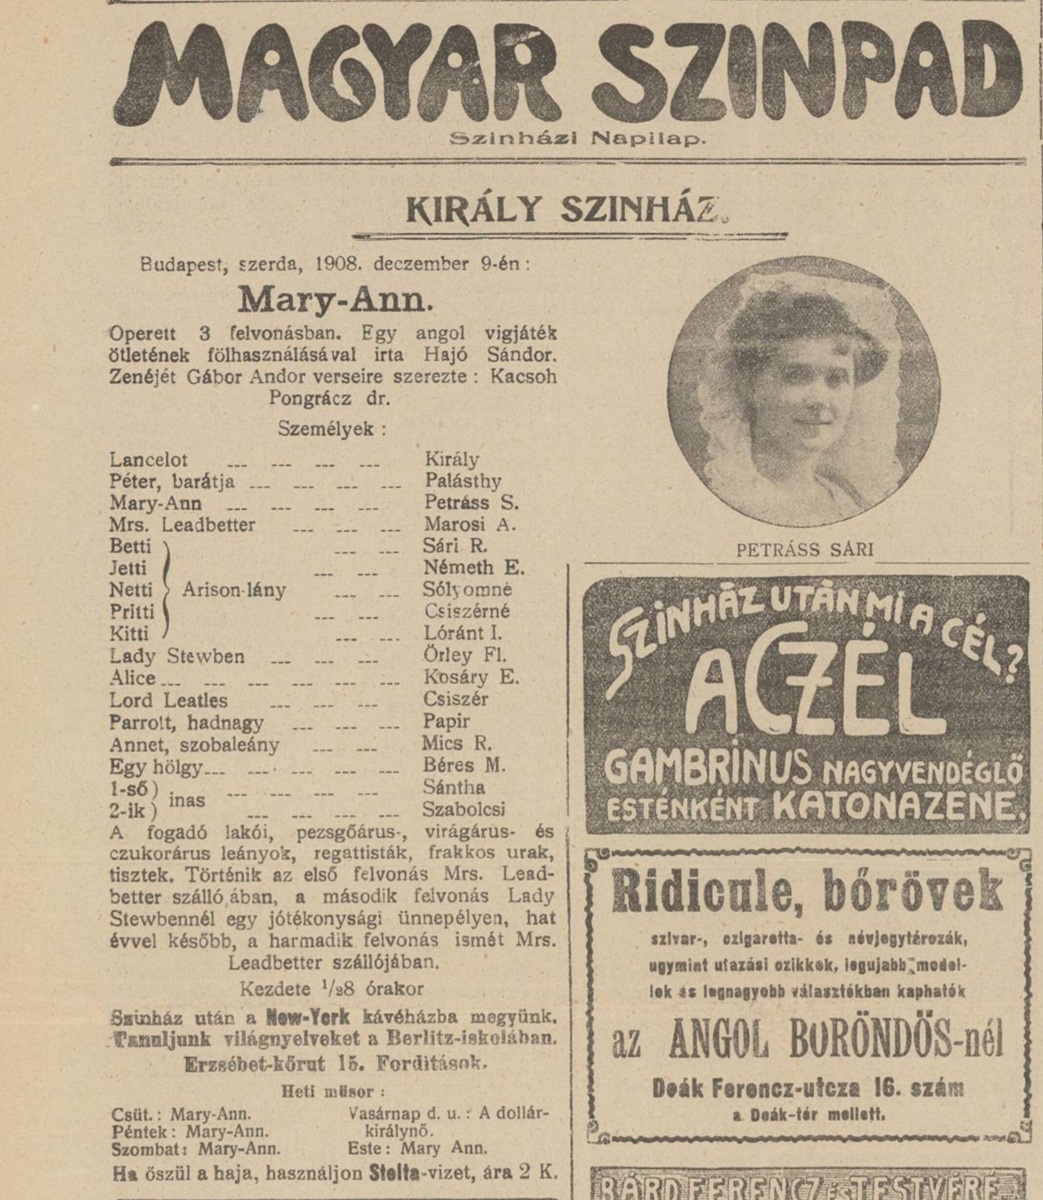 MAGYAR SZINPAD
Szinházi Napilap.
KIRÁLY SZINHÁZ.
Budapest, szerda, 1908. deczember 9-én :
Mary-Ann.
Operett 3 felvonásban. Egy angol vigjáték
ötletének fölhasználásával irta Hajó Sándor.
Zenéjét Gábor Andor verseire szerezte : Kacsoh
Pongrácz dr.
Személyek :
Lancelot --- --- --- --- Király
Péter, barátja --- --- --- --- Palásthy
Mary-Ann --- --- --- --- Petráss S.
Mrs. Leadbetter --- --- --- Marosi A.
Betti --- --- Sári R.
Jetti --- --- Németh E.
Netti } Arison-lány --- --- Sólyomné
Pritti --- --- Csiszérné
Kitti --- --- Lóránt I.
Lady Stewben --- --- --- Örley Fl.
Alice --- --- --- --- --- --- Kosáry E.
Lord Leatles --- --- --- Csiszér
Parrott, hadnagy --- --- --- Papir
Annet, szobaleány --- --- Mics R.
Egy hölgy --- --- --- --- --- Béres M.
1-ső ) inas --- --- --- --- Sántha
2-ik ) --- --- --- --- Szabolcsi
A fogadó lakói, pezsgőárus-, virágárus- és
czukorárus leányok, regattisták, frakkos urak,
tisztek. Történik az első felvonás Mrs. Lead-
better szállójában, a második felvonás Lady
Stewbennél egy jótékonysági ünnepélyen, hat
évvel később, a harmadik felvonás ismét Mrs.
Leadbetter szállójában.
Kezdete 1/28 órakor
Szinház után a New-York kávéházba megyünk.
Tanuljunk világnyelveket a Berlitz-iskolában.
Erzsébet-körut 15. Forditások.
Heti müsor :
Csüt. : Mary-Ann.
Péntek : Mary-Ann.
Szombat : Mary-Ann.
Vasárnap d. u. : A dollár-
királynő.
Este : Mary Ann.
Ha őszül a haja, használjon Stella-vizet, ára 2 K.
PETRÁSS SÁRI
SZINHÁZ UTÁN MI A CÉL?
ACZÉL
GAMBRINUS NAGYVENDÉGLŐ
ESTÉNKÉNT KATONAZENE.
Ridicule, bőrövek
szivar-, czigaretta- és névjegytárczák,
ugymint utazási czikkek, legujabb model-
lek és legnagyobb választékban kaphatók
az ANGOL BŐRÖNDÖS-nél
Deák Ferencz-utcza 16. szám
a Deák-tér mellett.
BÁRD FERENCZ ÉS TESTVÉRE